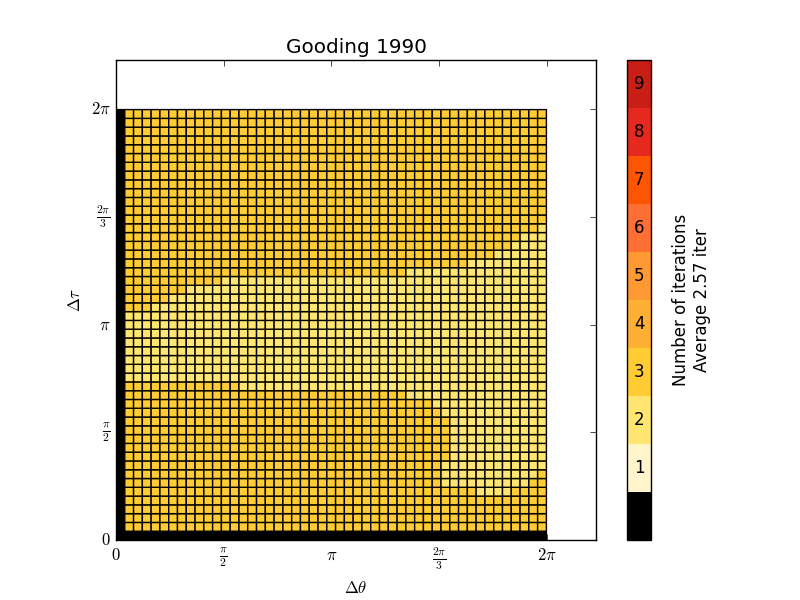 Gooding 1990
2π
2π/3
π
π/2
0
Δτ
0
π/2
π
2π/3
2π
Δθ
9
8
7
6
5
4
3
2
1
Number of iterations
Average 2.57 iter